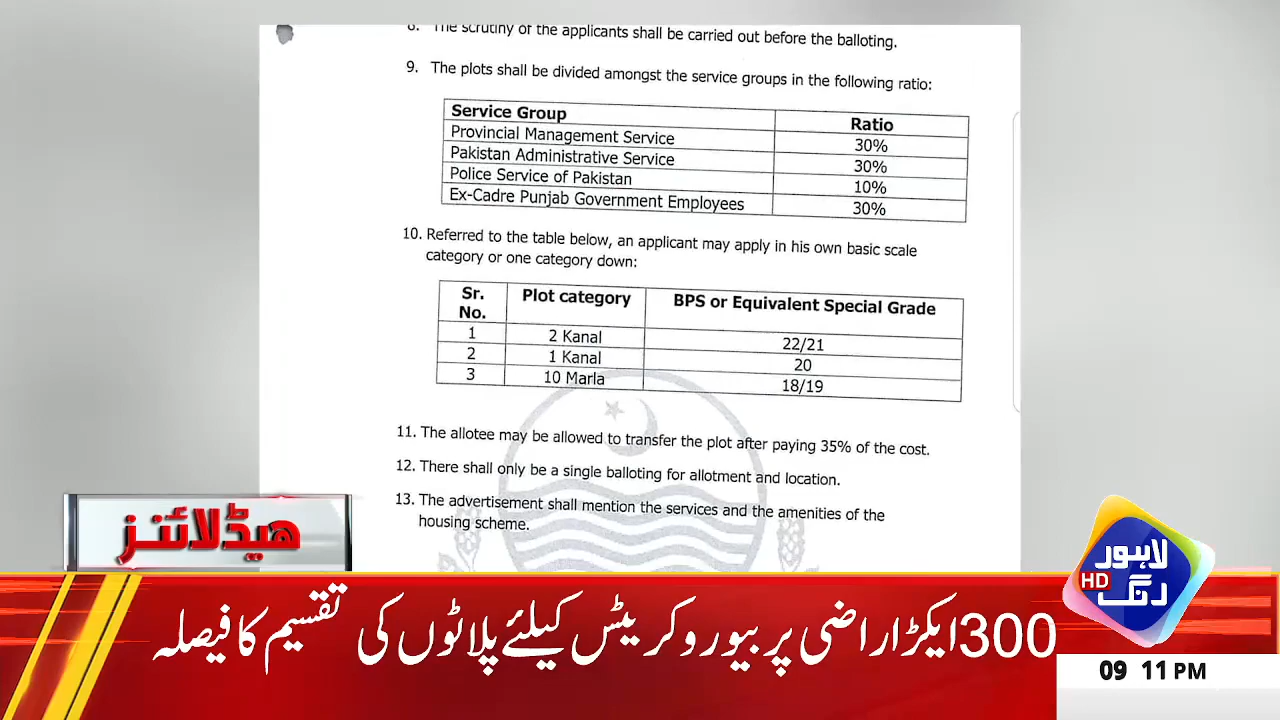 8. The scrutiny of the applicants shall be carried out before the balloting.
9. The plots shall be divided amongst the service groups in the following ratio:
Service Group Ratio
Provincial Management Service 30%
Pakistan Administrative Service 30%
Police Service of Pakistan 10%
Ex-Cadre Punjab Government Employees 30%
10. Referred to the table below, an applicant may apply in his own basic scale
category or one category down:
Sr. No. Plot category BPS or Equivalent Special Grade
1 2 Kanal 22/21
2 1 Kanal 20
3 10 Marla 18/19
11. The allotee may be allowed to transfer the plot after paying 35% of the cost.
12. There shall only be a single balloting for allotment and location.
13. The advertisement shall mention the services and the amenities of the
housing scheme.
ہیڈلائنز
لاہور
رنگ HD
300 ایکڑ اراضی پر بیوروکریٹس کیلئے پلاٹوں کی تقسیم کا فیصلہ
09 11 PM